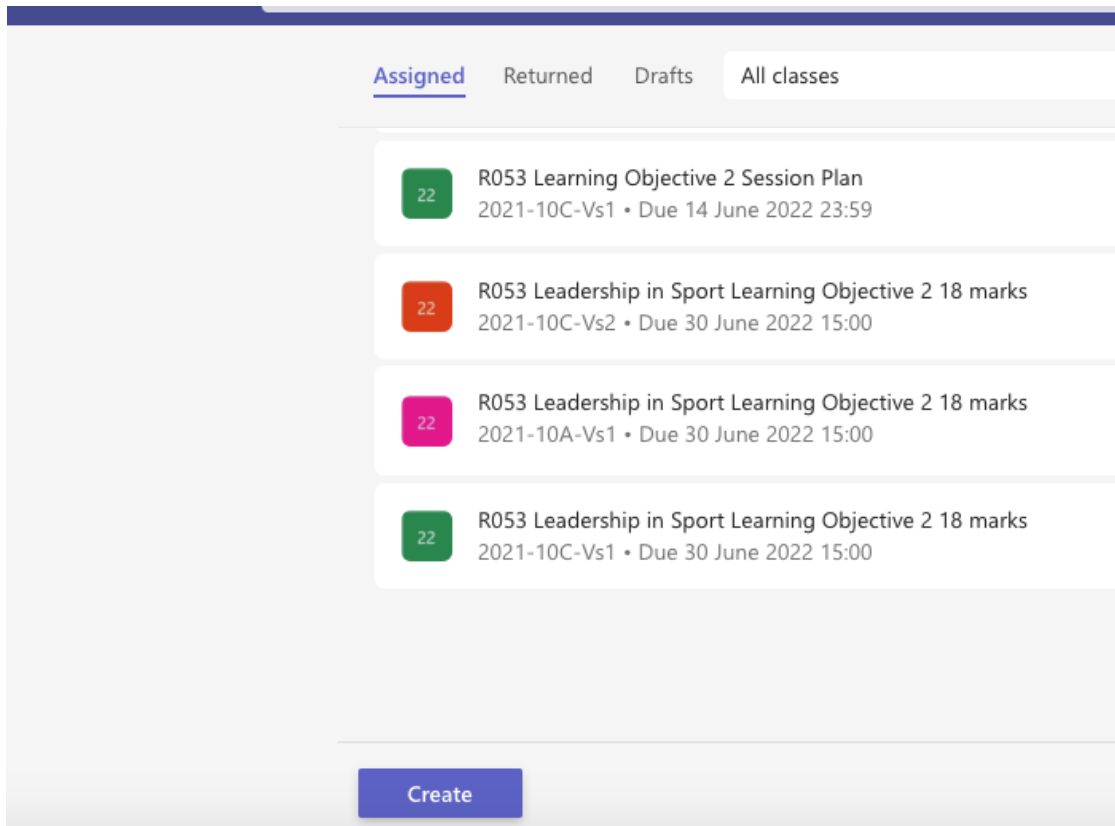 Assigned Returned Drafts All classes
22
R053 Learning Objective 2 Session Plan
2021-10C-Vs1 • Due 14 June 2022 23:59
22
R053 Leadership in Sport Learning Objective 2 18 marks
2021-10C-Vs2 • Due 30 June 2022 15:00
22
R053 Leadership in Sport Learning Objective 2 18 marks
2021-10A-Vs1 • Due 30 June 2022 15:00
22
R053 Leadership in Sport Learning Objective 2 18 marks
2021-10C-Vs1 • Due 30 June 2022 15:00
Create